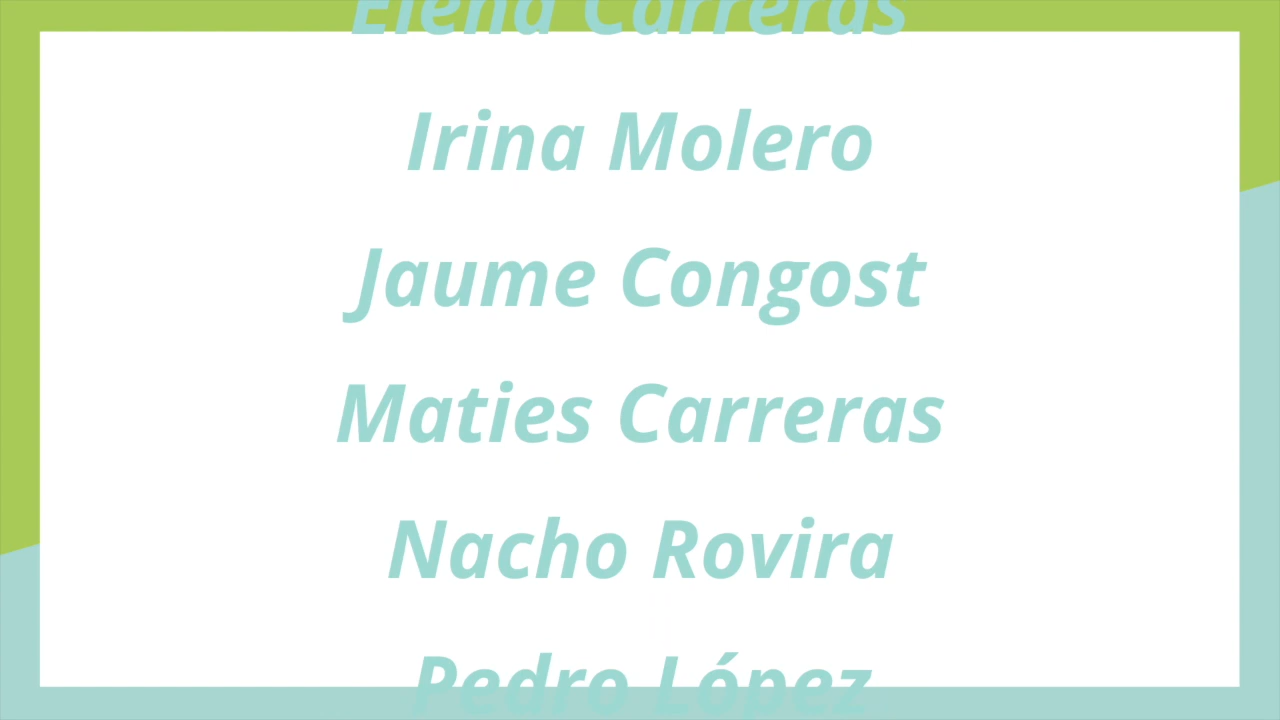 Elena Carreras
Irina Molero
Jaume Congost
Maties Carreras
Nacho Rovira
Pedro López